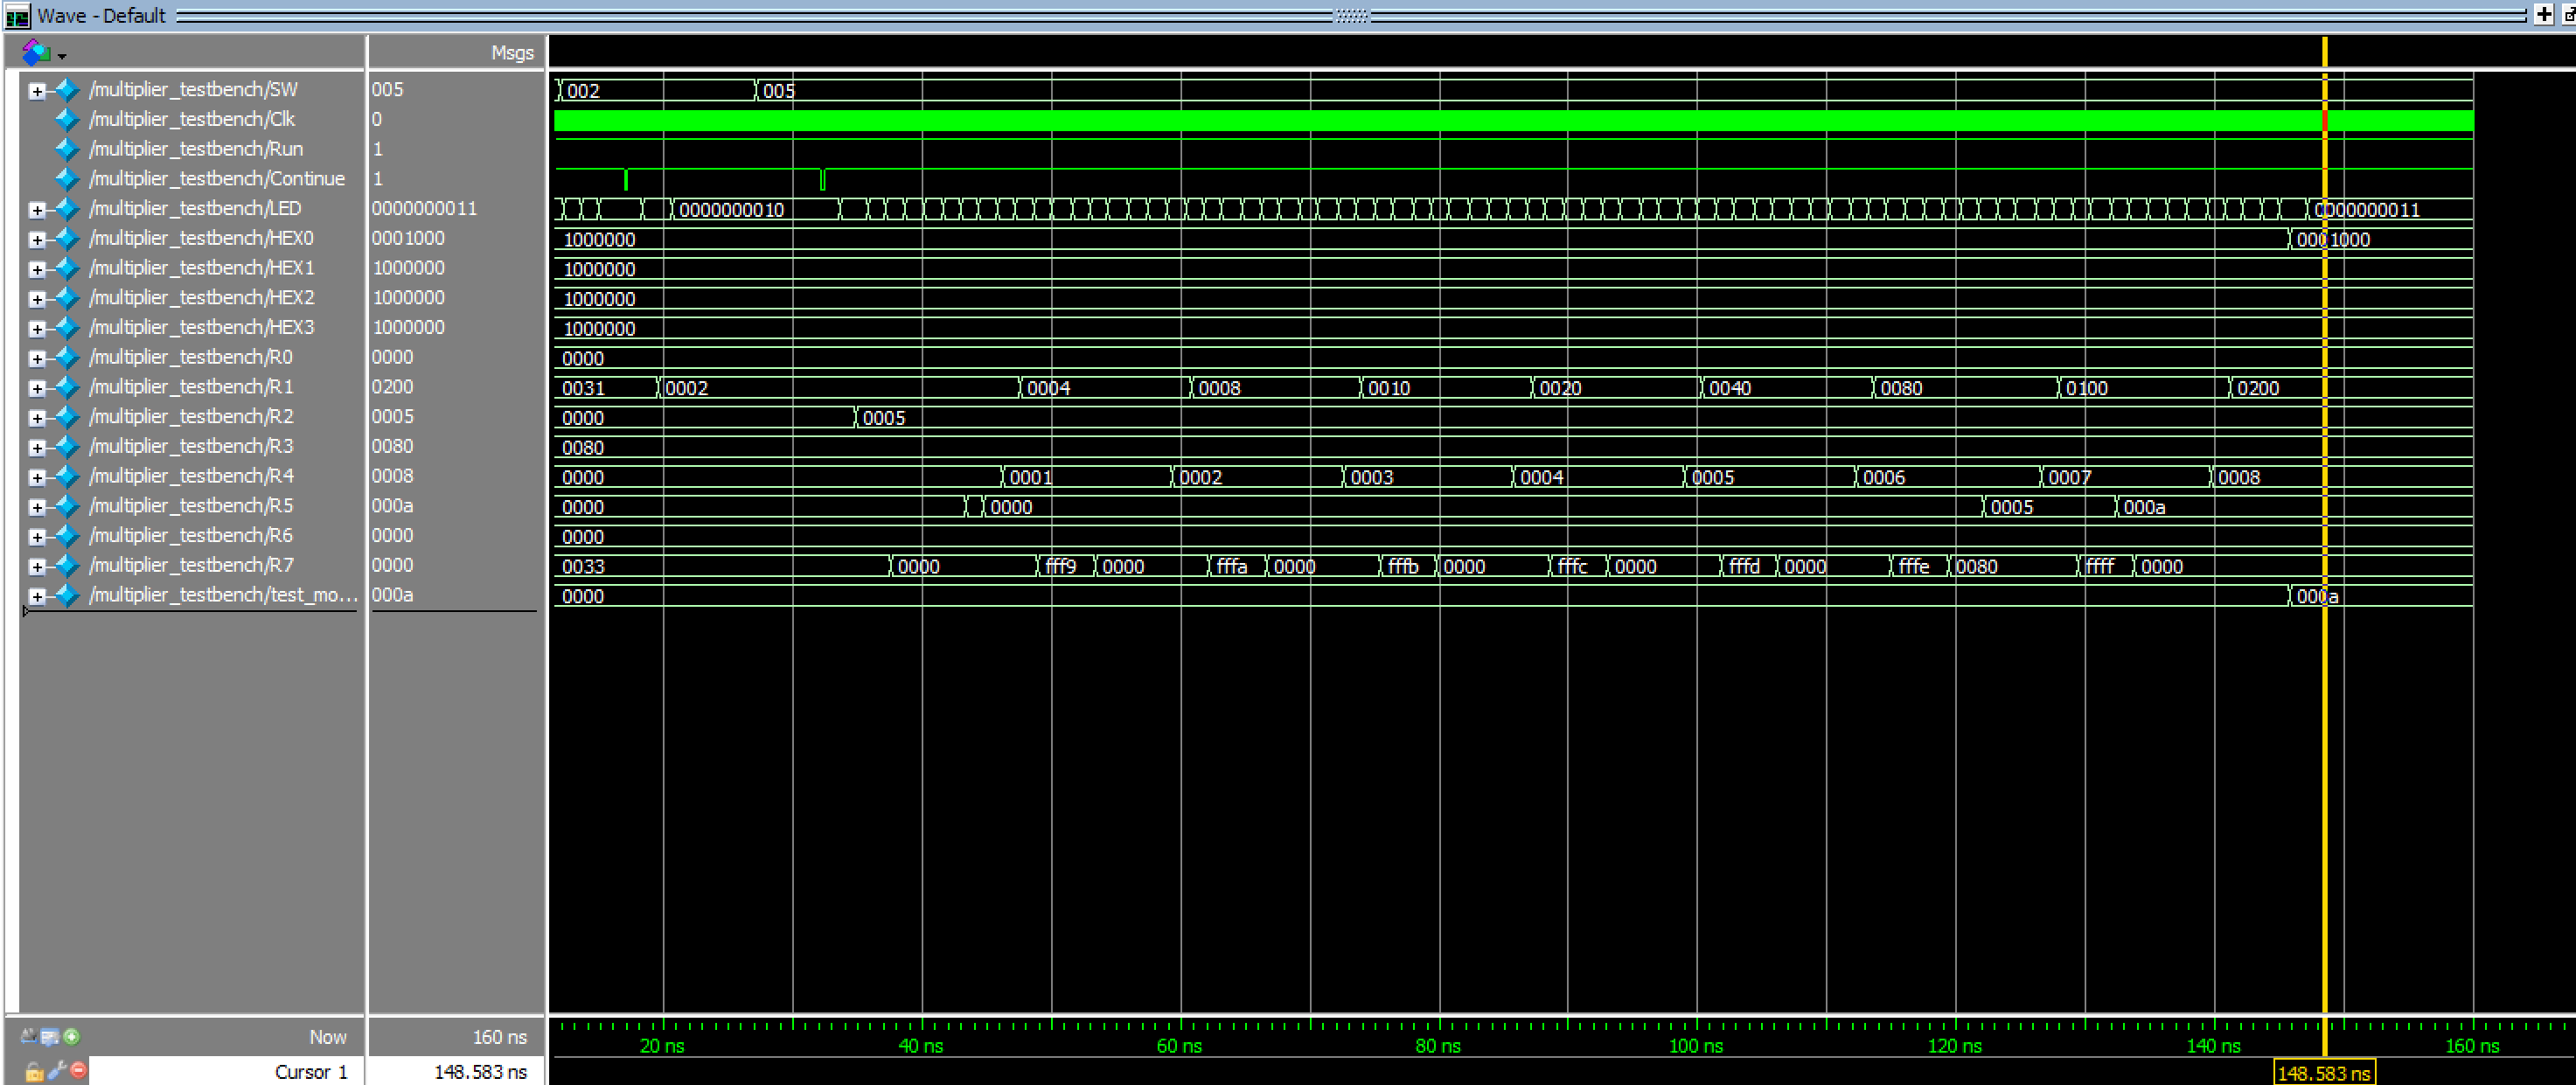 Wave - Default
Msgs
/multiplier_testbench/SW 005 002 005
/multiplier_testbench/Clk 0
/multiplier_testbench/Run 1
/multiplier_testbench/Continue 1
/multiplier_testbench/LED 0000000011 0000000010 0000000011
/multiplier_testbench/HEX0 0001000 1000000 0001000
/multiplier_testbench/HEX1 1000000 1000000
/multiplier_testbench/HEX2 1000000 1000000
/multiplier_testbench/HEX3 1000000 1000000
/multiplier_testbench/R0 0000 0000
/multiplier_testbench/R1 0200 0031 0002 0004 0008 0010 0020 0040 0080 0100 0200
/multiplier_testbench/R2 0005 0000 0005
/multiplier_testbench/R3 0080 0080
/multiplier_testbench/R4 0008 0000 0001 0002 0003 0004 0005 0006 0007 0008
/multiplier_testbench/R5 000a 0000 0000 0005 000a
/multiplier_testbench/R6 0000 0000
/multiplier_testbench/R7 0000 0033 0000 fff9 0000 fffa 0000 fffb 0000 fffc 0000 fffd 0000 fffe 0080 ffff 0000
/multiplier_testbench/test_mo... 000a 0000 000a
Now 160 ns 20 ns 40 ns 60 ns 80 ns 100 ns 120 ns 140 ns 160 ns
Cursor 1 148.583 ns 148.583 ns